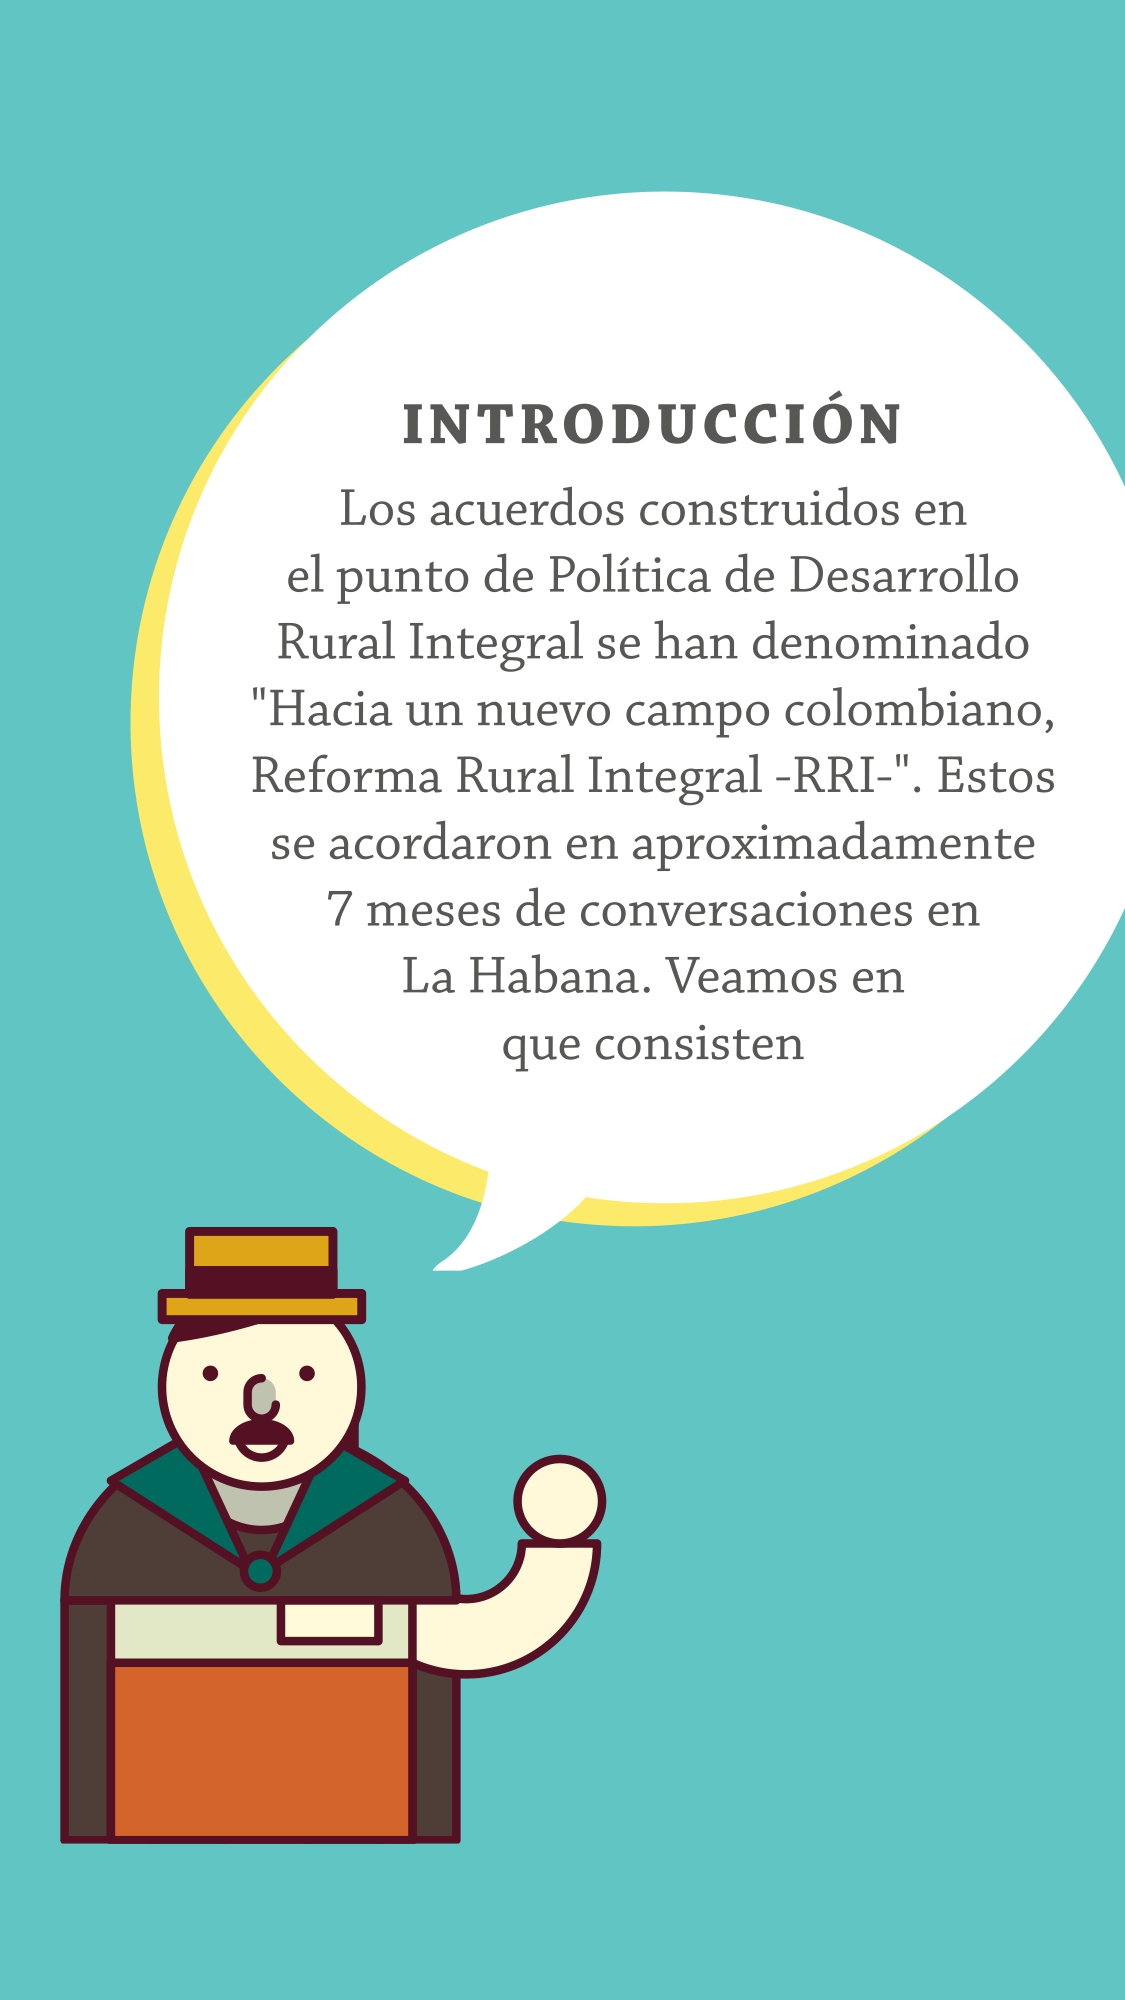 INTRODUCCIÓN
Los acuerdos construidos en
el punto de Política de Desarrollo
Rural Integral se han denominado
"Hacia un nuevo campo colombiano,
Reforma Rural Integral -RRI-". Estos
se acordaron en aproximadamente
7 meses de conversaciones en
La Habana. Veamos en
que consisten